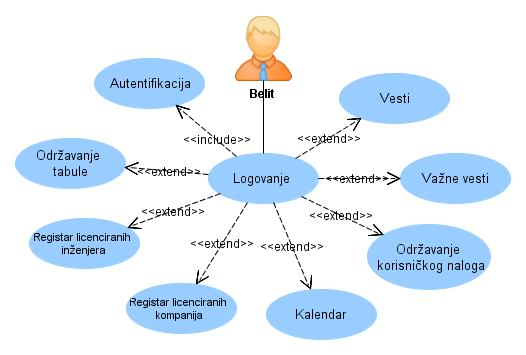 Belit
Autentifikacija
Vesti
<<include>>
<<extend>>
Održavanje
tabule
<<extend>>
Logovanje
<<extend>>
Važne vesti
<<extend>>
<<extend>>
Registar licenciranih
inženjera
<<extend>>
<<extend>>
Održavanje
korisničkog naloga
Registar licenciranih
kompanija
Kalendar